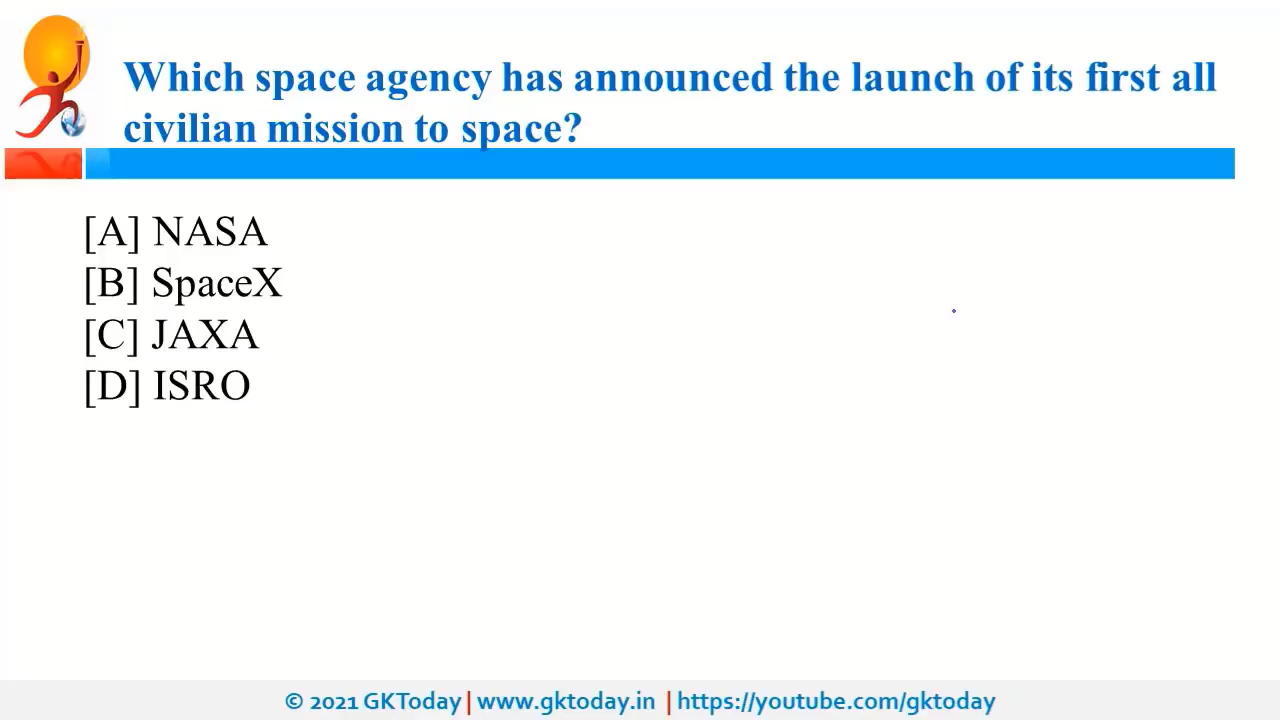 Which space agency has announced the launch of its first all
civilian mission to space?
[A] NASA
[B] SpaceX
[C] JAXA
[D] ISRO
© 2021 GKToday | www.gktoday.in | https://youtube.com/gktoday